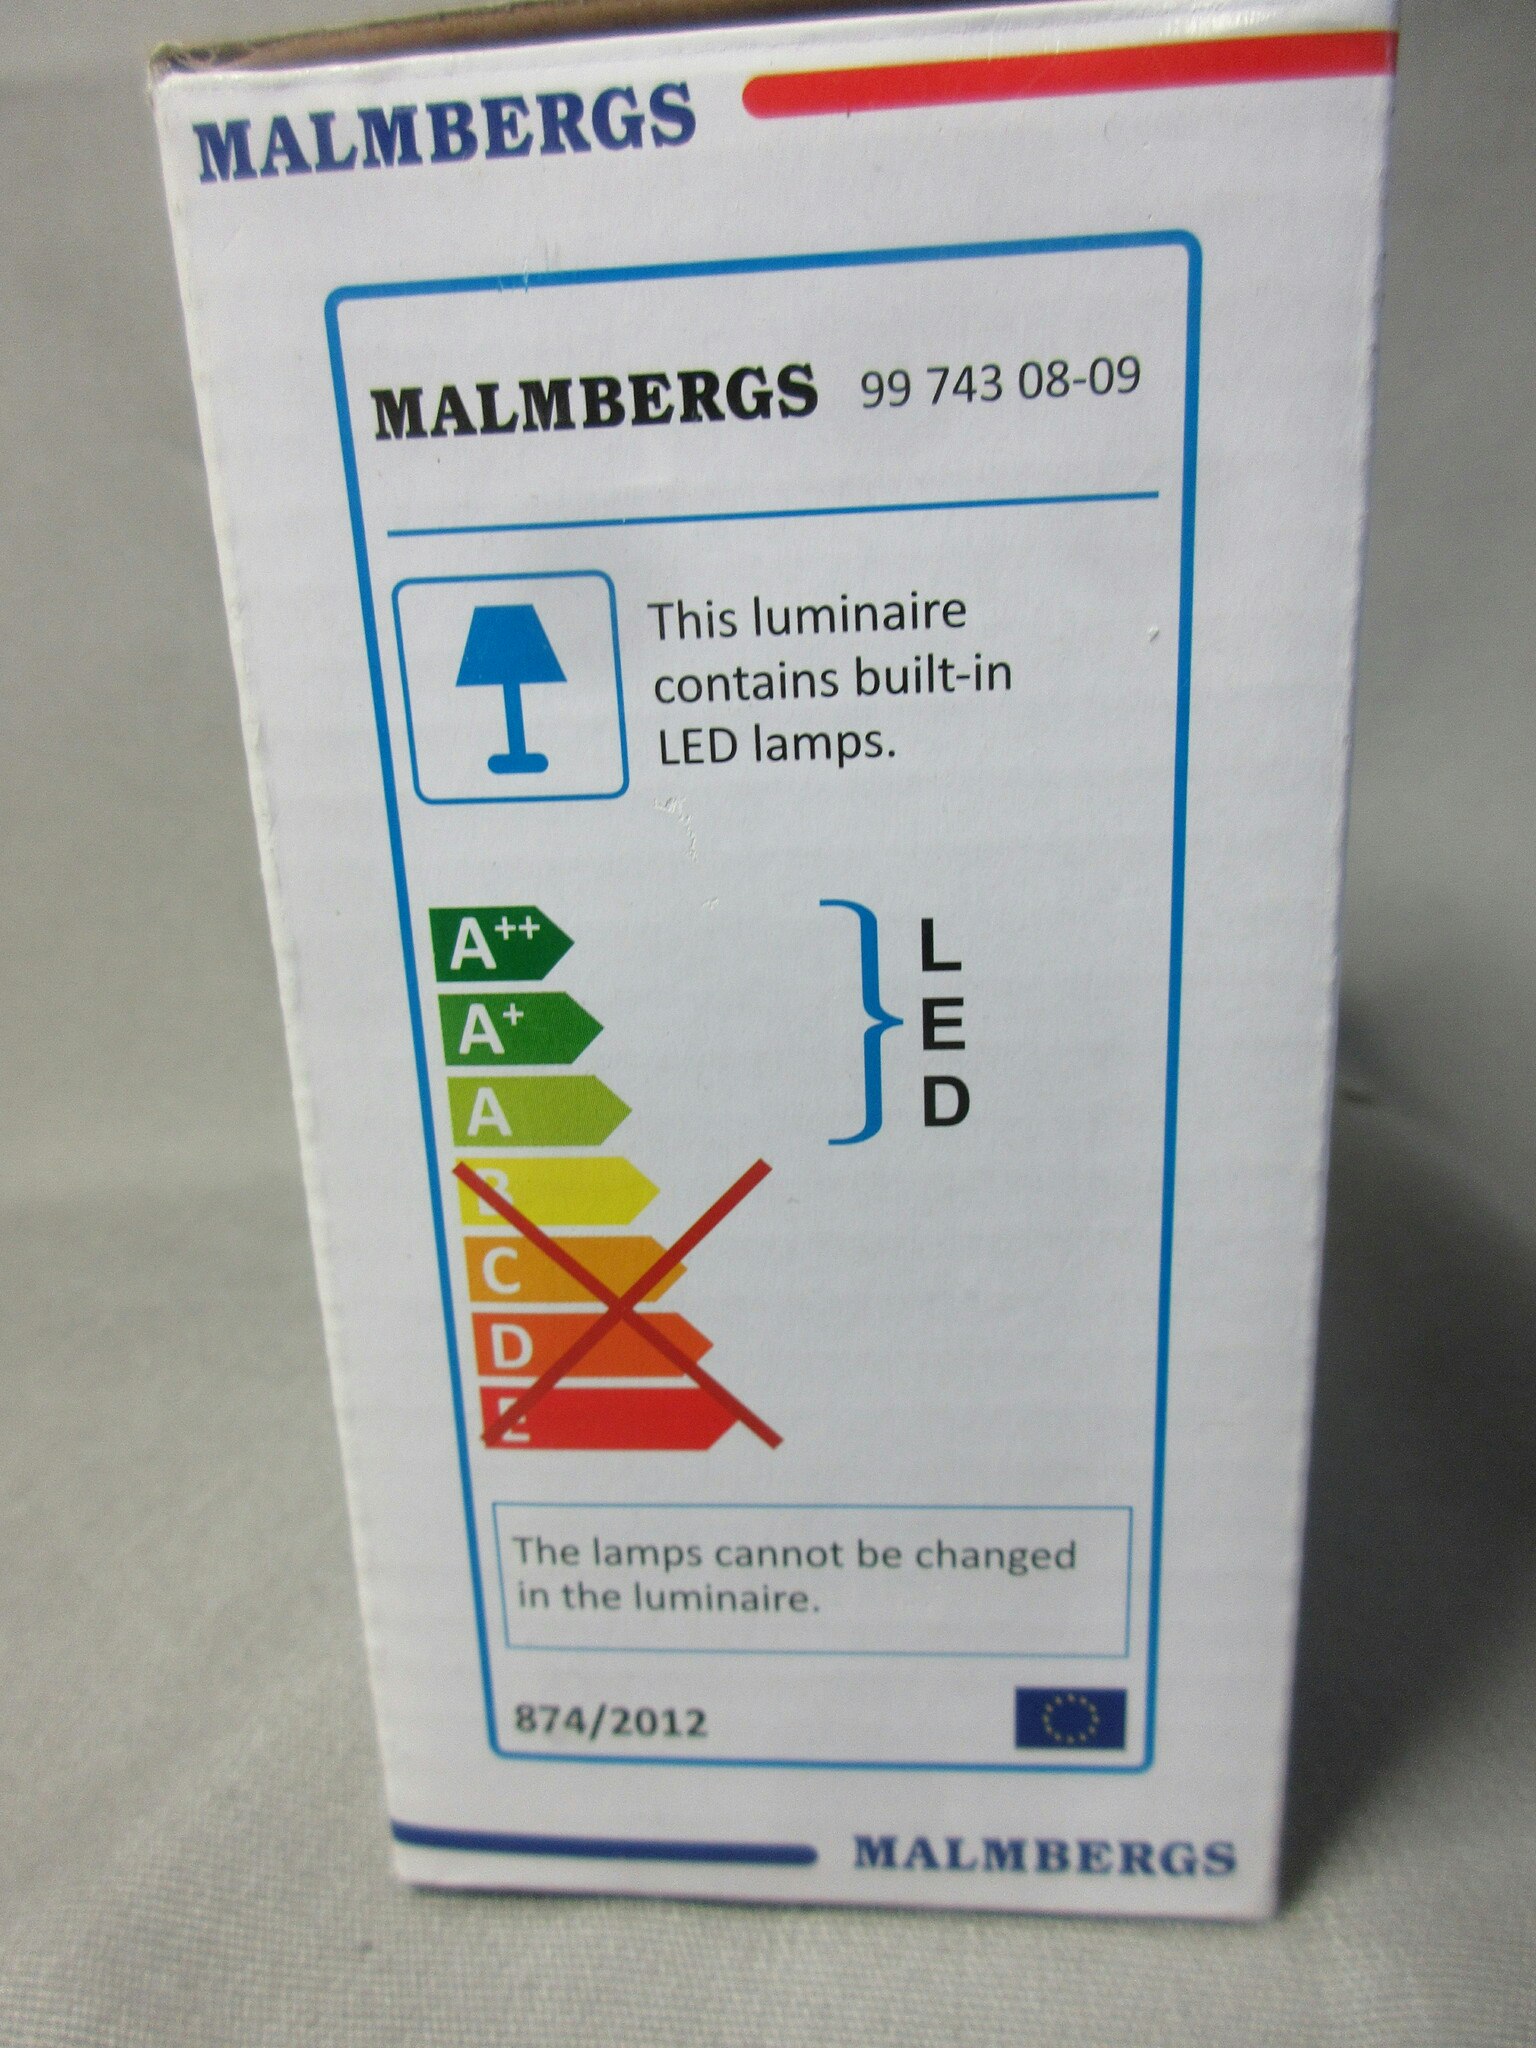 MALMBERGS
MALMBERGS 99 743 08-09
This luminaire
contains built-in
LED lamps.
A++
A+
A
B
C
D
E
L
E
D
The lamps cannot be changed
in the luminaire.
874/2012
MALMBERGS